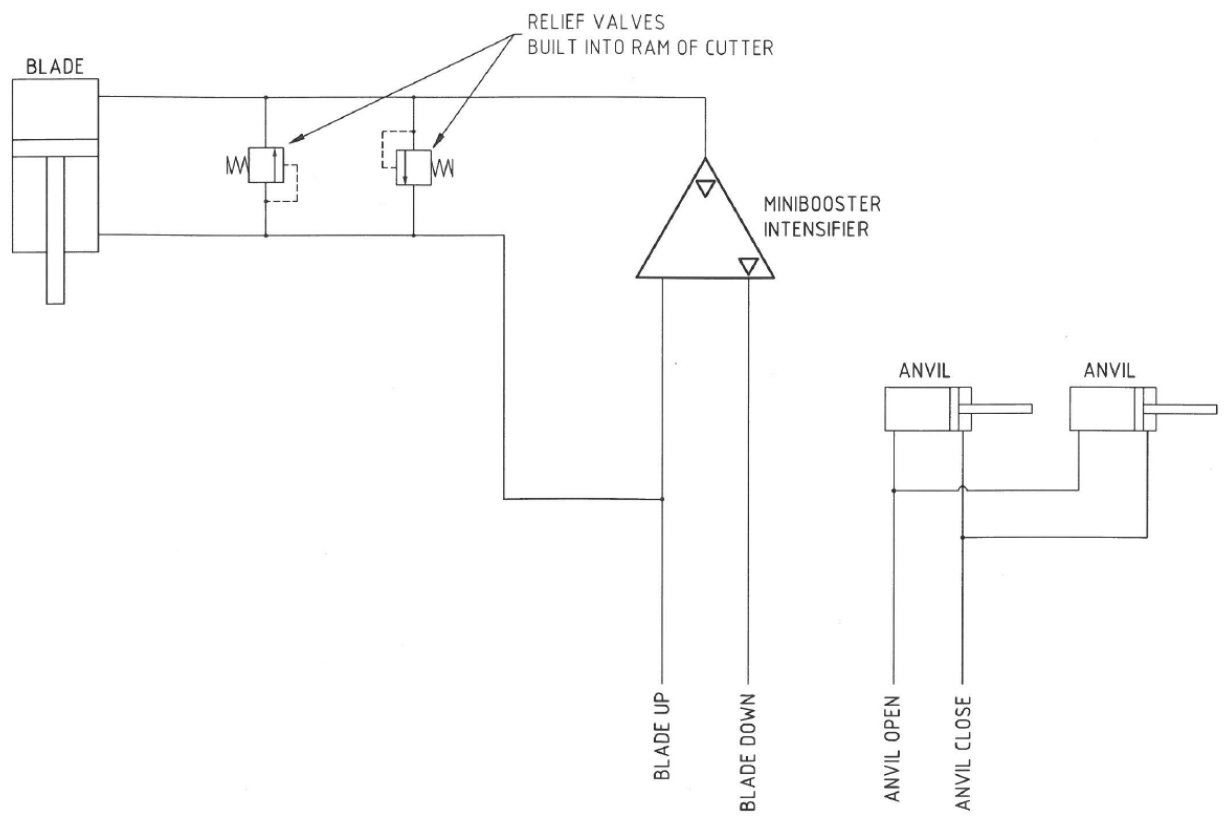 RELIEF VALVES
BUILT INTO RAM OF CUTTER
BLADE
MINIBOOSTER
INTENSIFIER
ANVIL
ANVIL
BLADE UP
BLADE DOWN
ANVIL OPEN
ANVIL CLOSE